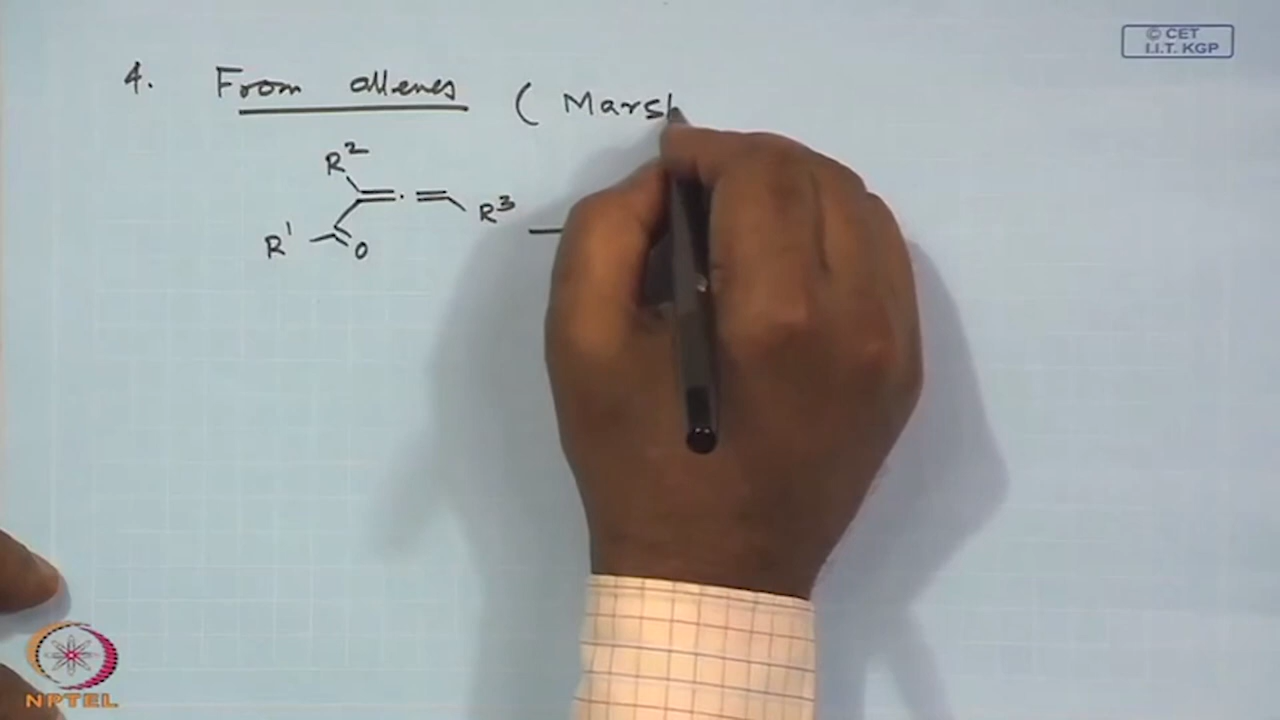 © CET
I.I.T. KGP
4. From allenes ( Marsh
R²
R³
R¹ O
NPTEL